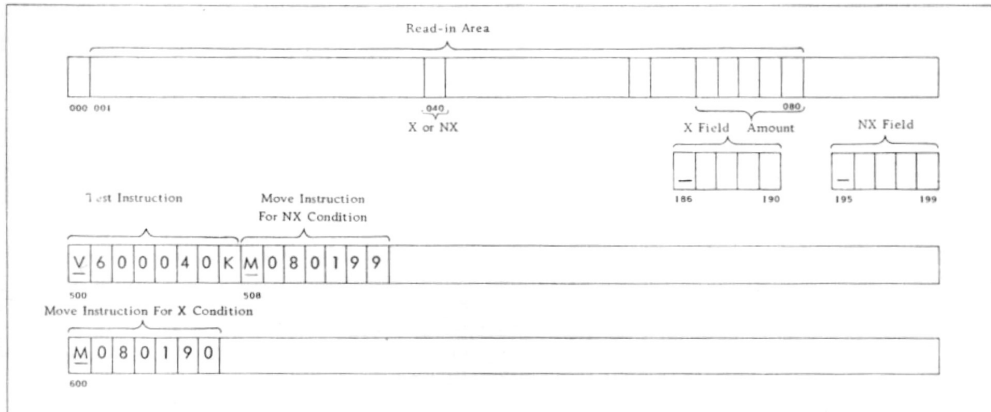 Read-in Area
000 001 040 080
X or NX X Field Amount NX Field
186 190 195 199
Test Instruction Move Instruction
For NX Condition
V 6 0 0 0 4 0 K M 0 8 0 1 9 9
500 508
Move Instruction For X Condition
M 0 8 0 1 9 0
600